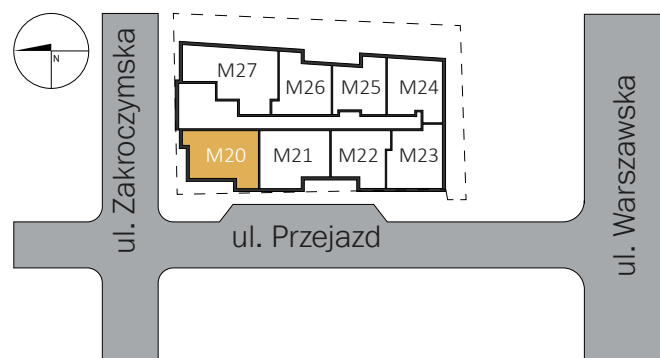 N
M27
M26
M25
M24
M20
M21
M22
M23
ul. Zakroczymska
ul. Przejazd
ul. Warszawska